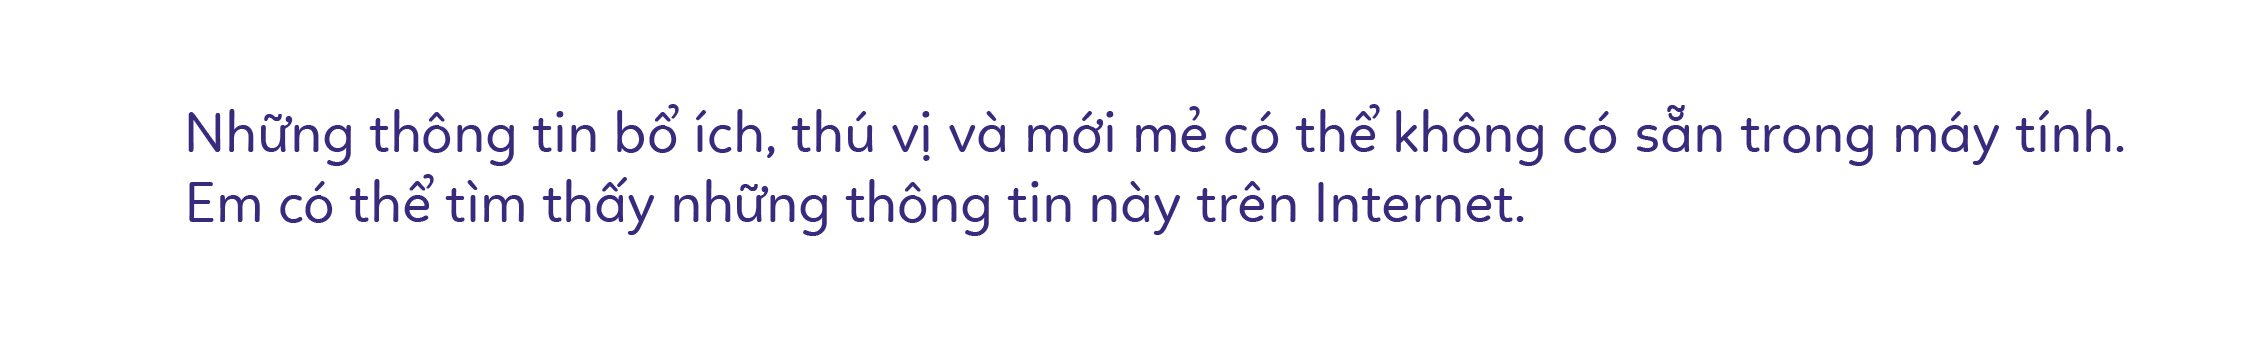 Những thông tin bổ ích, thú vị và mới mẻ có thể không có sẵn trong máy tính.
Em có thể tìm thấy những thông tin này trên Internet.